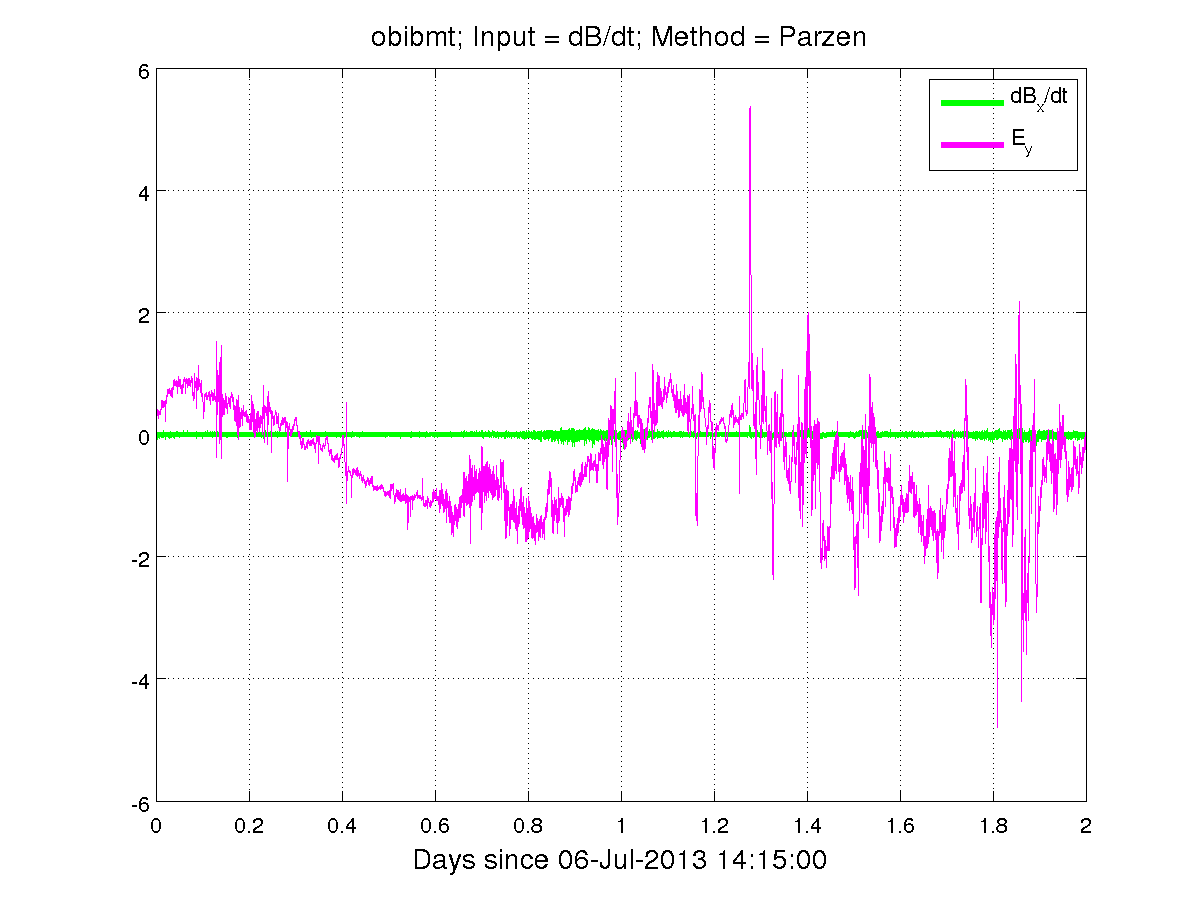 obibmt; Input = dB/dt; Method = Parzen
6
dBx/dt
Ey
4
2
0
-2
-4
-6
0 0.2 0.4 0.6 0.8 1 1.2 1.4 1.6 1.8 2
Days since 06-Jul-2013 14:15:00